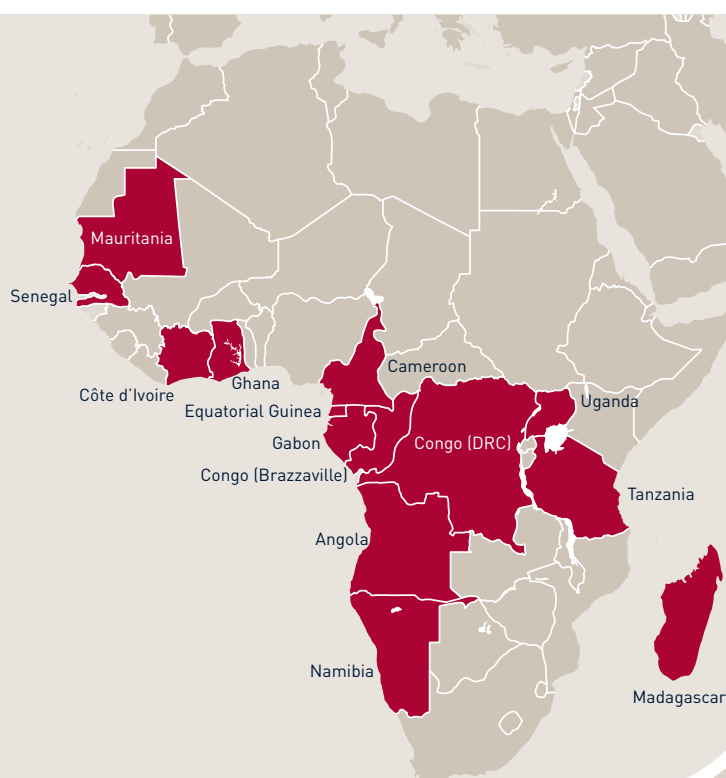 Mauritania
Senegal
Côte d’Ivoire
Ghana
Cameroon
Equatorial Guinea
Gabon
Congo (DRC)
Uganda
Congo (Brazzaville)
Tanzania
Angola
Namibia
Madagascar